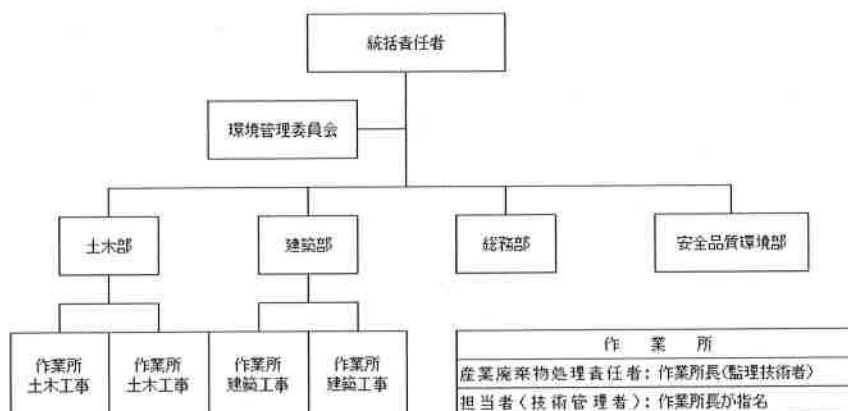 統括責任者
環境管理委員会
土木部
建築部
総務部
安全品質環境部
作業所
土木工事
作業所
土木工事
作業所
建築工事
作業所
建築工事
作業所
産業廃棄物処理責任者：作業所長(監理技術者)
担当者（技術管理者）：作業所長が指名